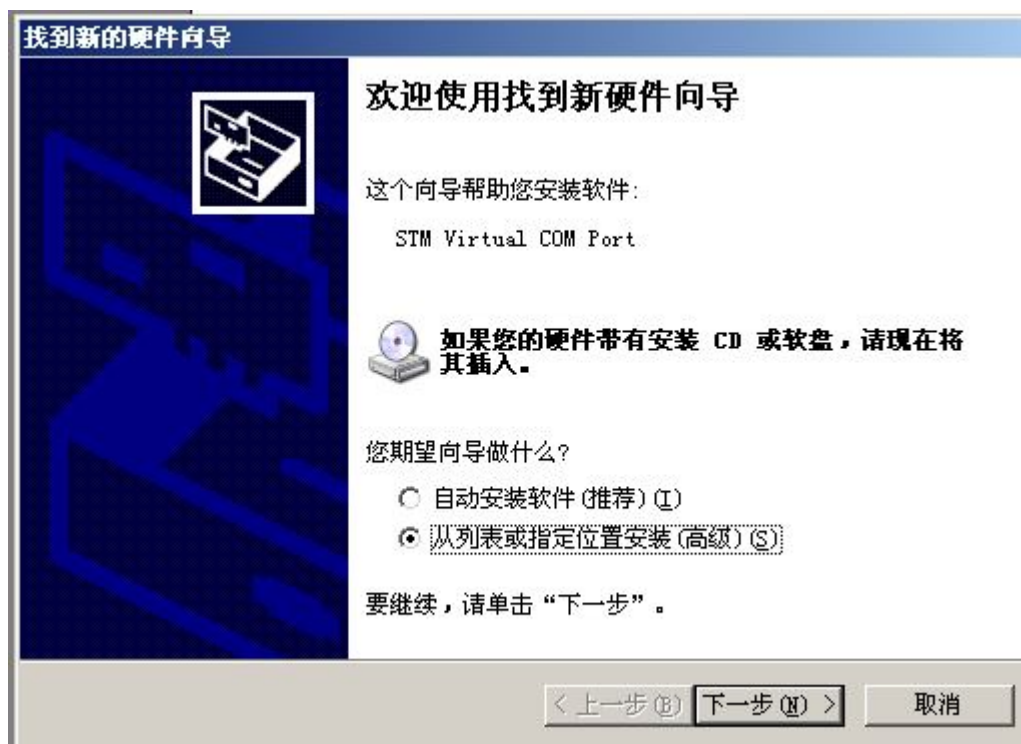 找到新的硬件向导
欢迎使用找到新硬件向导
这个向导帮助您安装软件:
STM Virtual COM Port
如果您的硬件带有安装 CD 或软盘，请现在将
其插入。
您期望向导做什么?
自动安装软件(推荐)(I)
从列表或指定位置安装(高级)(S)
要继续，请单击“下一步”。
< 上一步(B) 下一步(N) > 取消